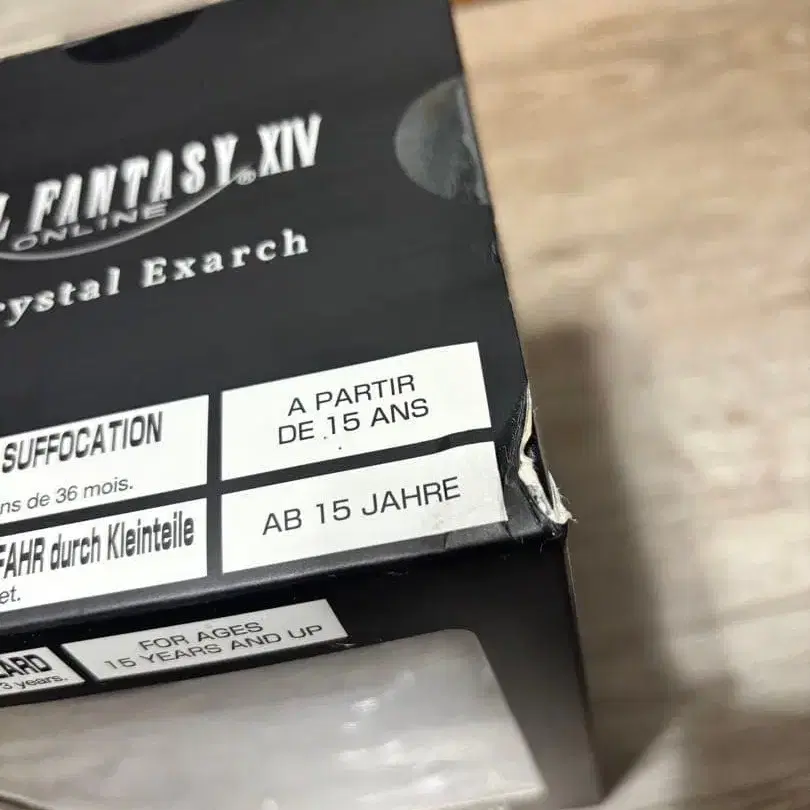 L FANTASY® XIV
ONLINE
rystal Exarch
SUFFOCATION
ns de 36 mois.
A PARTIR
DE 15 ANS
FAHR durch Kleinteile
et.
AB 15 JAHRE
ZARD
3 years.
FOR AGES
15 YEARS AND UP